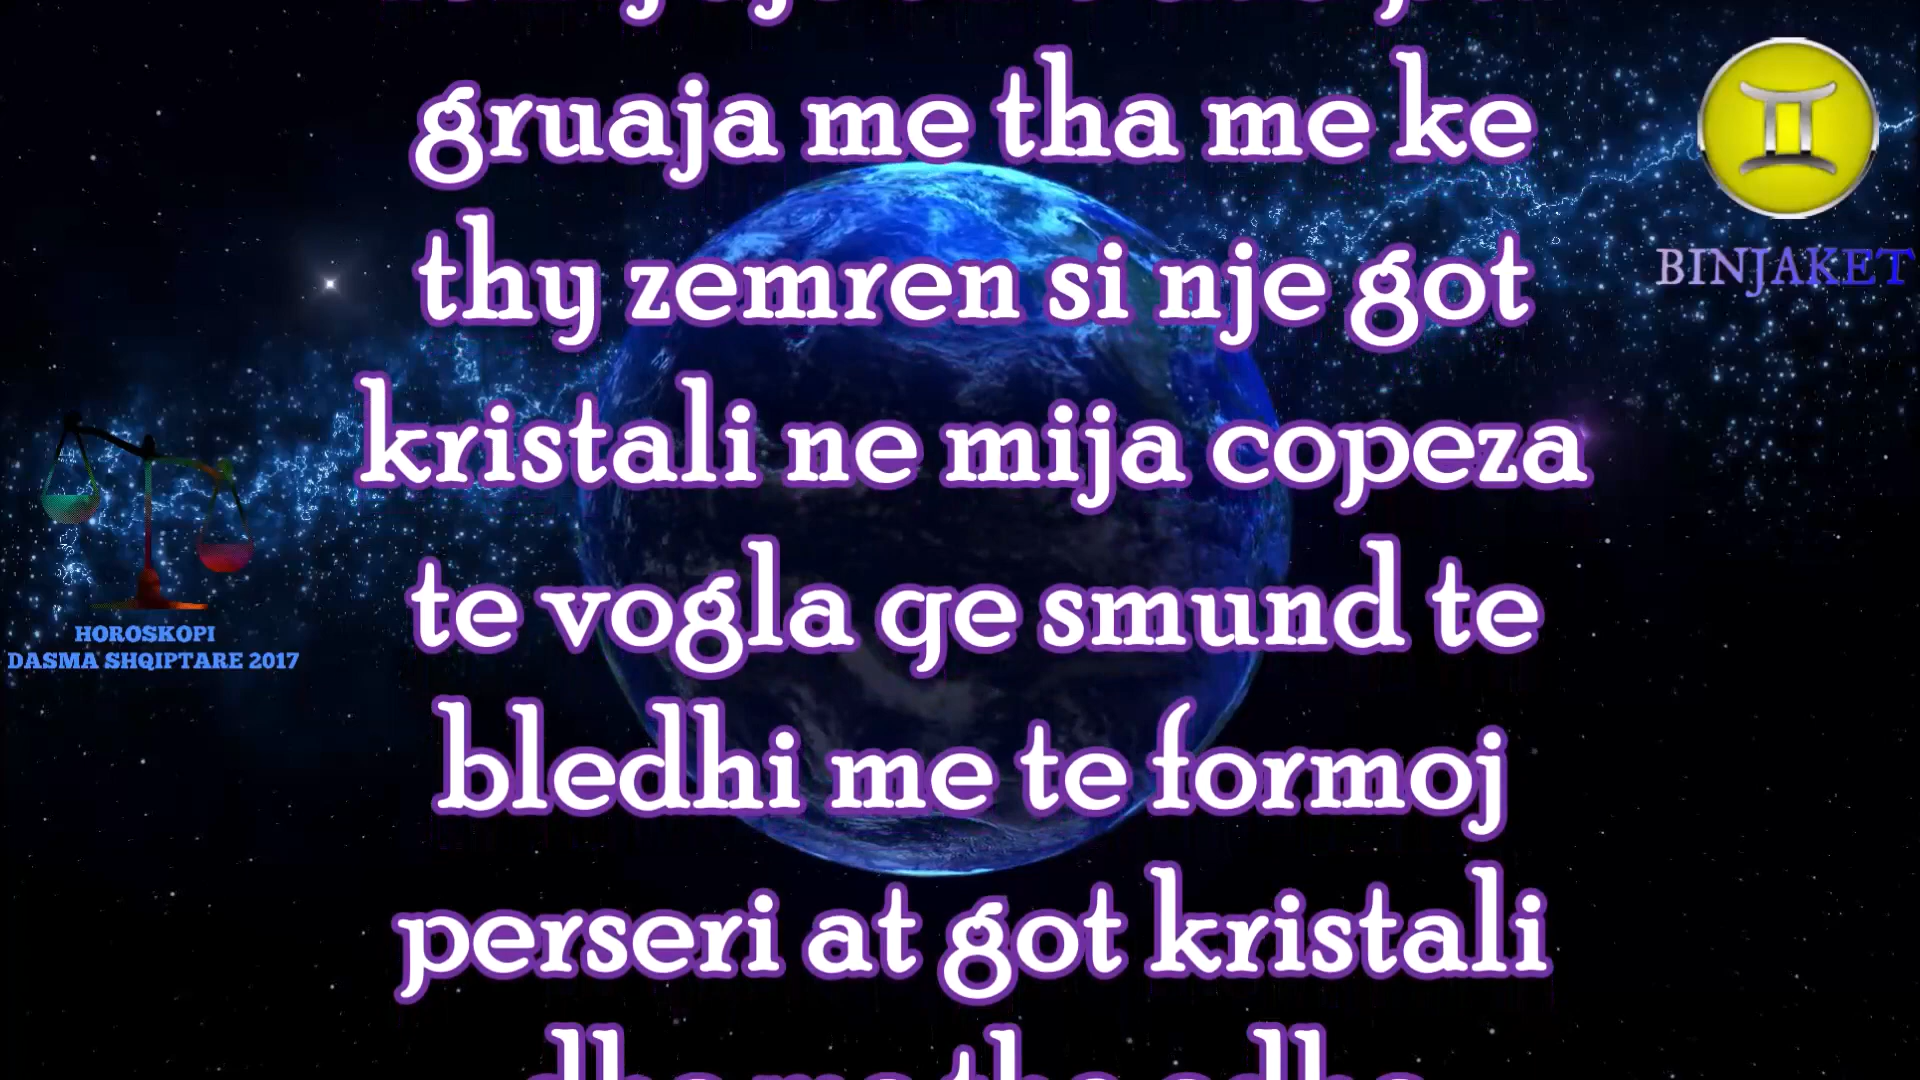 gruaja me tha me ke
thy zemren si nje got
kristali ne mija copeza
te vogla qe smund te
bledhi me te formoj
perseri at got kristali
BINJAKET
HOROSKOPI
DASMA SHQIPTARE 2017